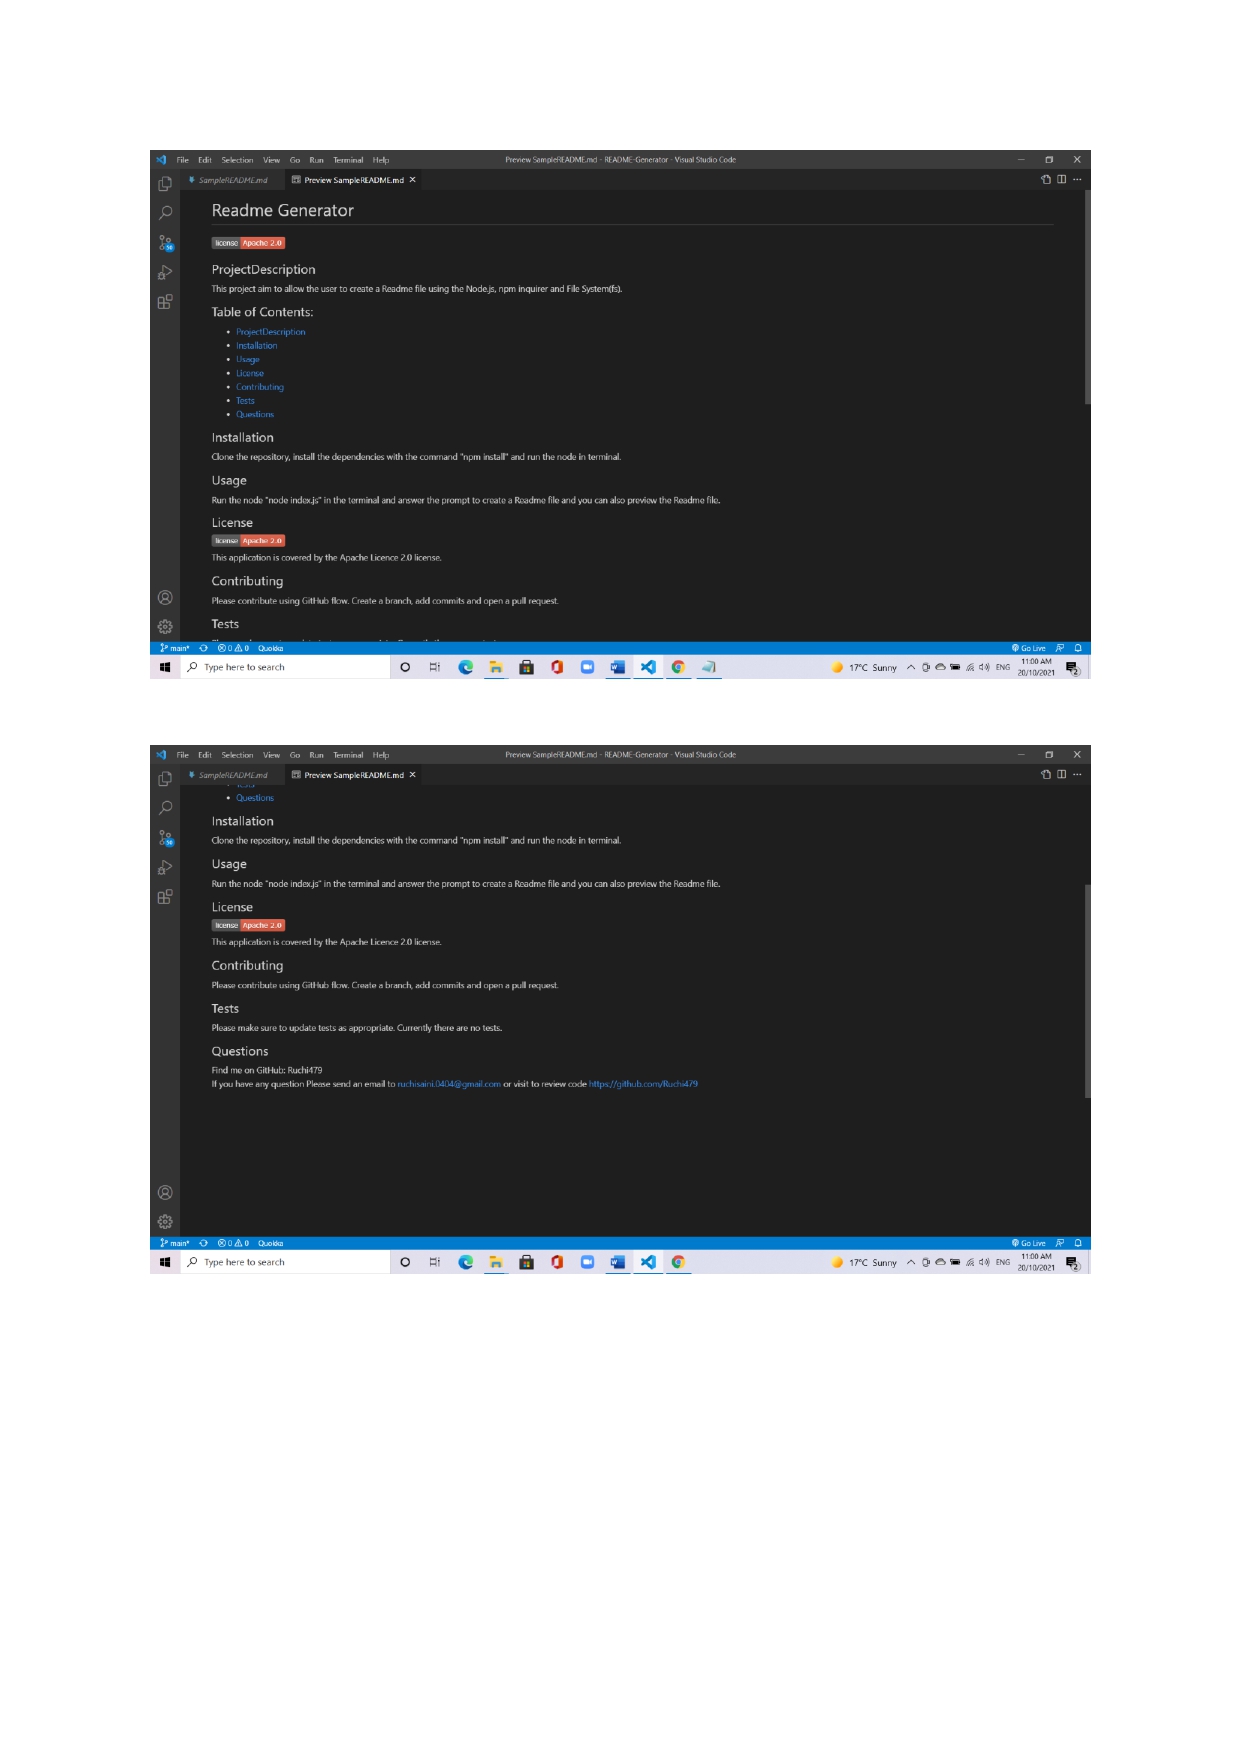 File Edit Selection View Go Run Terminal Help Preview SampleREADME.md - README-Generator - Visual Studio Code
SampleREADME.md Preview SampleREADME.md
Readme Generator
license Apache 2.0
ProjectDescription
This project aim to allow the user to create a Readme file using the Node.js, npm inquirer and File System(fs).
Table of Contents:
• ProjectDescription
• Installation
• Usage
• License
• Contributing
• Tests
• Questions
Installation
Clone the repository, install the dependencies with the command "npm install" and run the node in terminal.
Usage
Run the node "node index.js" in the terminal and answer the prompt to create a Readme file and you can also preview the Readme file.
License
license Apache 2.0
This application is covered by the Apache Licence 2.0 license.
Contributing
Please contribute using GitHub flow. Create a branch, add commits and open a pull request.
Tests
main* 0 0 Quokka Go Live
Type here to search 17°C Sunny ENG 11:00 AM
20/10/2021 2
File Edit Selection View Go Run Terminal Help Preview SampleREADME.md - README-Generator - Visual Studio Code
SampleREADME.md Preview SampleREADME.md
• Questions
Installation
Clone the repository, install the dependencies with the command "npm install" and run the node in terminal.
Usage
Run the node "node index.js" in the terminal and answer the prompt to create a Readme file and you can also preview the Readme file.
License
license Apache 2.0
This application is covered by the Apache Licence 2.0 license.
Contributing
Please contribute using GitHub flow. Create a branch, add commits and open a pull request.
Tests
Please make sure to update tests as appropriate. Currently there are no tests.
Questions
Find me on GitHub: Ruchi479
If you have any question Please send an email to ruchisaini.0404@gmail.com or visit to review code https://github.com/Ruchi479
main* 0 0 Quokka Go Live
Type here to search 17°C Sunny ENG 11:00 AM
20/10/2021 2